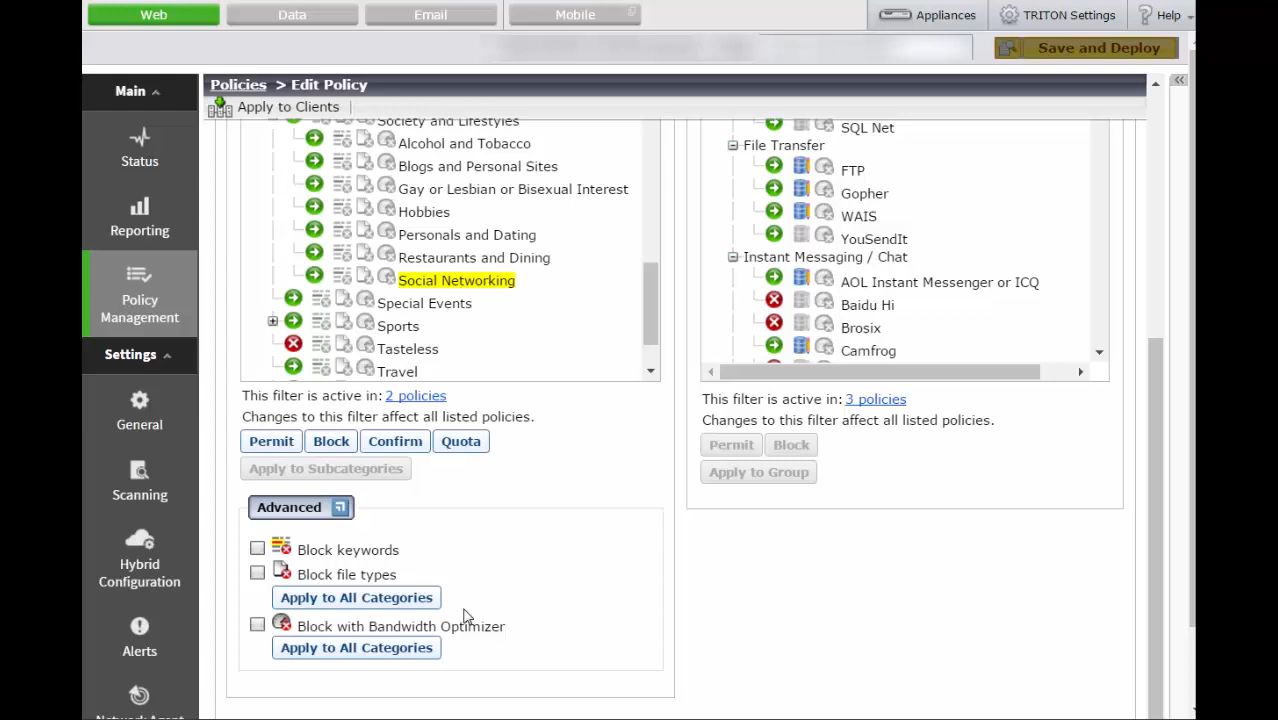 Web Data Email Mobile Appliances TRITON Settings Help
Save and Deploy
Main
Status
Reporting
Policy
Management
Settings
General
Scanning
Hybrid
Configuration
Alerts
Network Agent
Policies > Edit Policy
Apply to Clients
Society and Lifestyles
Alcohol and Tobacco
Blogs and Personal Sites
Gay or Lesbian or Bisexual Interest
Hobbies
Personals and Dating
Restaurants and Dining
Social Networking
Special Events
Sports
Tasteless
Travel
This filter is active in: 2 policies
Changes to this filter affect all listed policies.
Permit Block Confirm Quota
Apply to Subcategories
Advanced
Block keywords
Block file types
Apply to All Categories
Block with Bandwidth Optimizer
Apply to All Categories
SQL Net
File Transfer
FTP
Gopher
WAIS
YouSendIt
Instant Messaging / Chat
AOL Instant Messenger or ICQ
Baidu Hi
Brosix
Camfrog
This filter is active in: 3 policies
Changes to this filter affect all listed policies.
Permit Block
Apply to Group